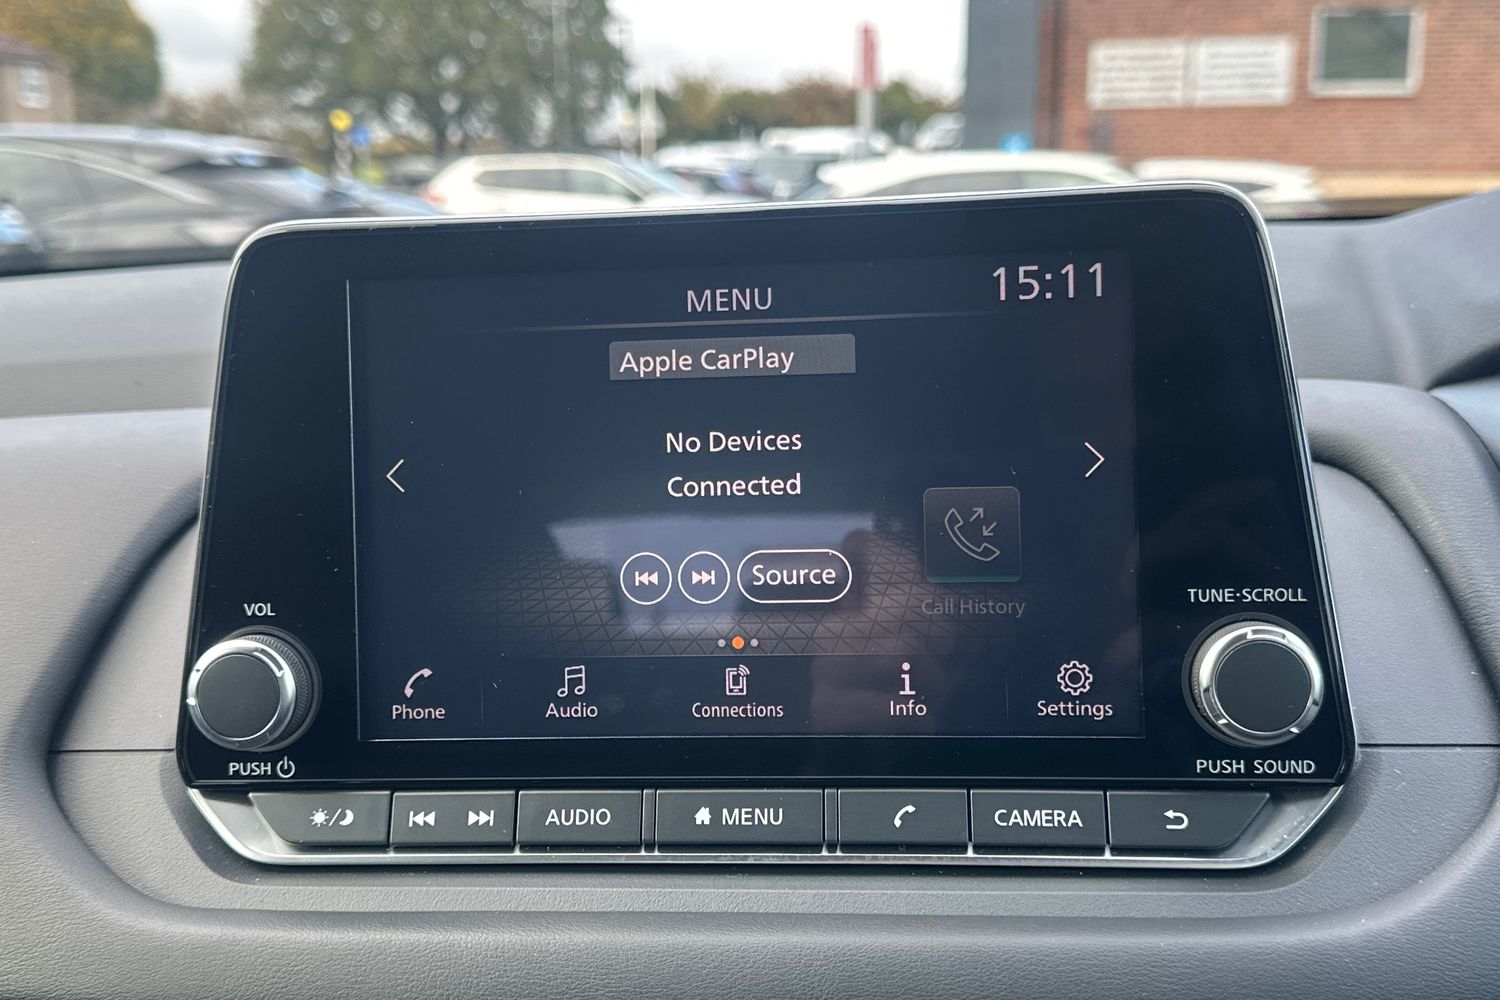 MENU
15:11
Apple CarPlay
No Devices
Connected
Source
Call History
Phone
Audio
Connections
Info
Settings
VOL
PUSH
TUNE·SCROLL
PUSH SOUND
AUDIO
MENU
CAMERA